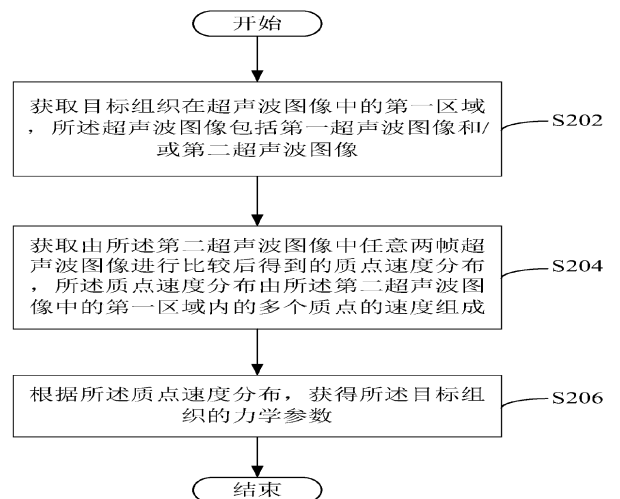 开始
获取目标组织在超声波图像中的第一区域
，所述超声波图像包括第一超声波图像和/
或第二超声波图像
S202
获取由所述第二超声波图像中任意两帧超
声波图像进行比较后得到的质点速度分布
，所述质点速度分布由所述第二超声波图
像中的第一区域内的多个质点的速度组成
S204
根据所述质点速度分布，获得所述目标组
织的力学参数
S206
结束